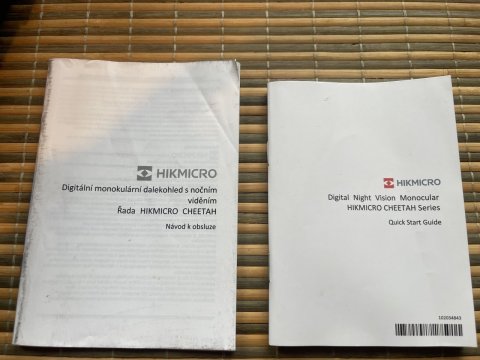 HIKMICRO
Digitální monokulární dalekohled s nočním
viděním
Řada HIKMICRO CHEETAH
Návod k obsluze
HIKMICRO
Digital Night Vision Monocular
HIKMICRO CHEETAH Series
Quick Start Guide